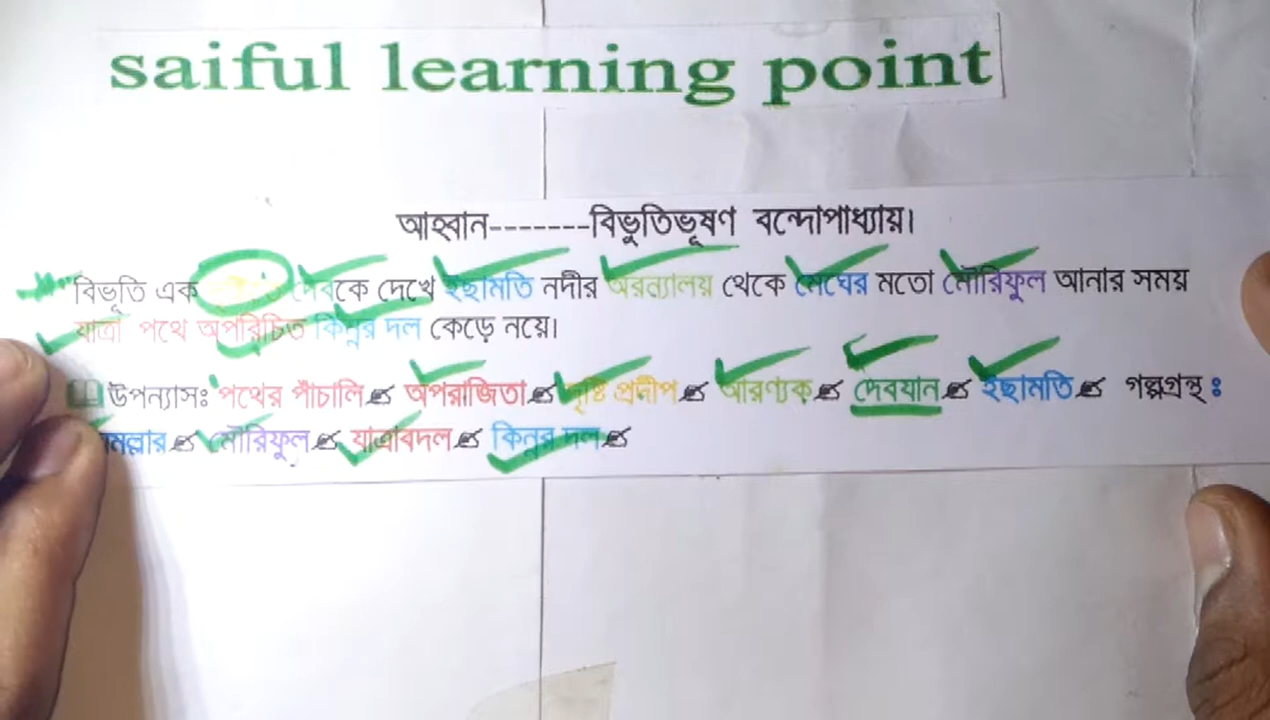 saiful learning point
আহ্বান-------বিভূতিভূষণ বন্দোপাধ্যায়।
বিভূতি এক দেবকে দেখে ইছামতি নদীর অরন্যালয় থেকে মেঘের মতো মৌরিফুল আনার সময়
যাত্রা পথে অপরিচিত কিন্নর দল কেড়ে নয়ে।
উপন্যাসঃ পথের পাঁচালি অপরাজিতা দৃষ্টি প্রদীপ আরণ্যক দেবযান ইছামতি গল্পগ্রন্থ :
মৌরিফুল যাত্রাবদল কিন্নর দল